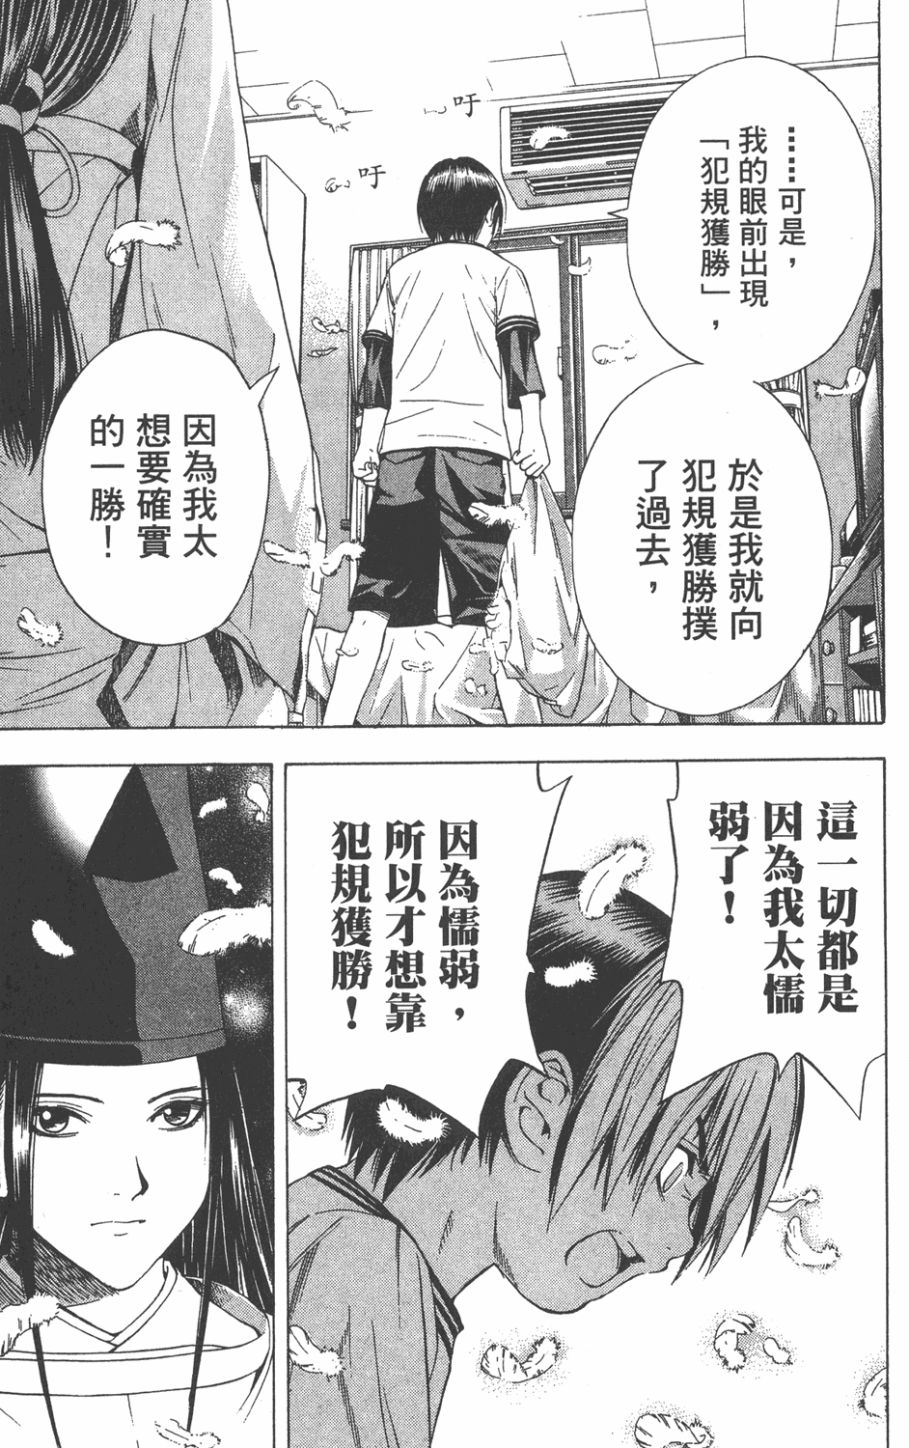 ……可是，
我的眼前出現
「犯規獲勝」，
於是我就向
犯規獲勝撲
了過去，
吁
吁
因為我太
想要確實
的一勝！
這一切都是
因為我太懦
弱了！
因為懦弱，
所以才想靠
犯規獲勝！